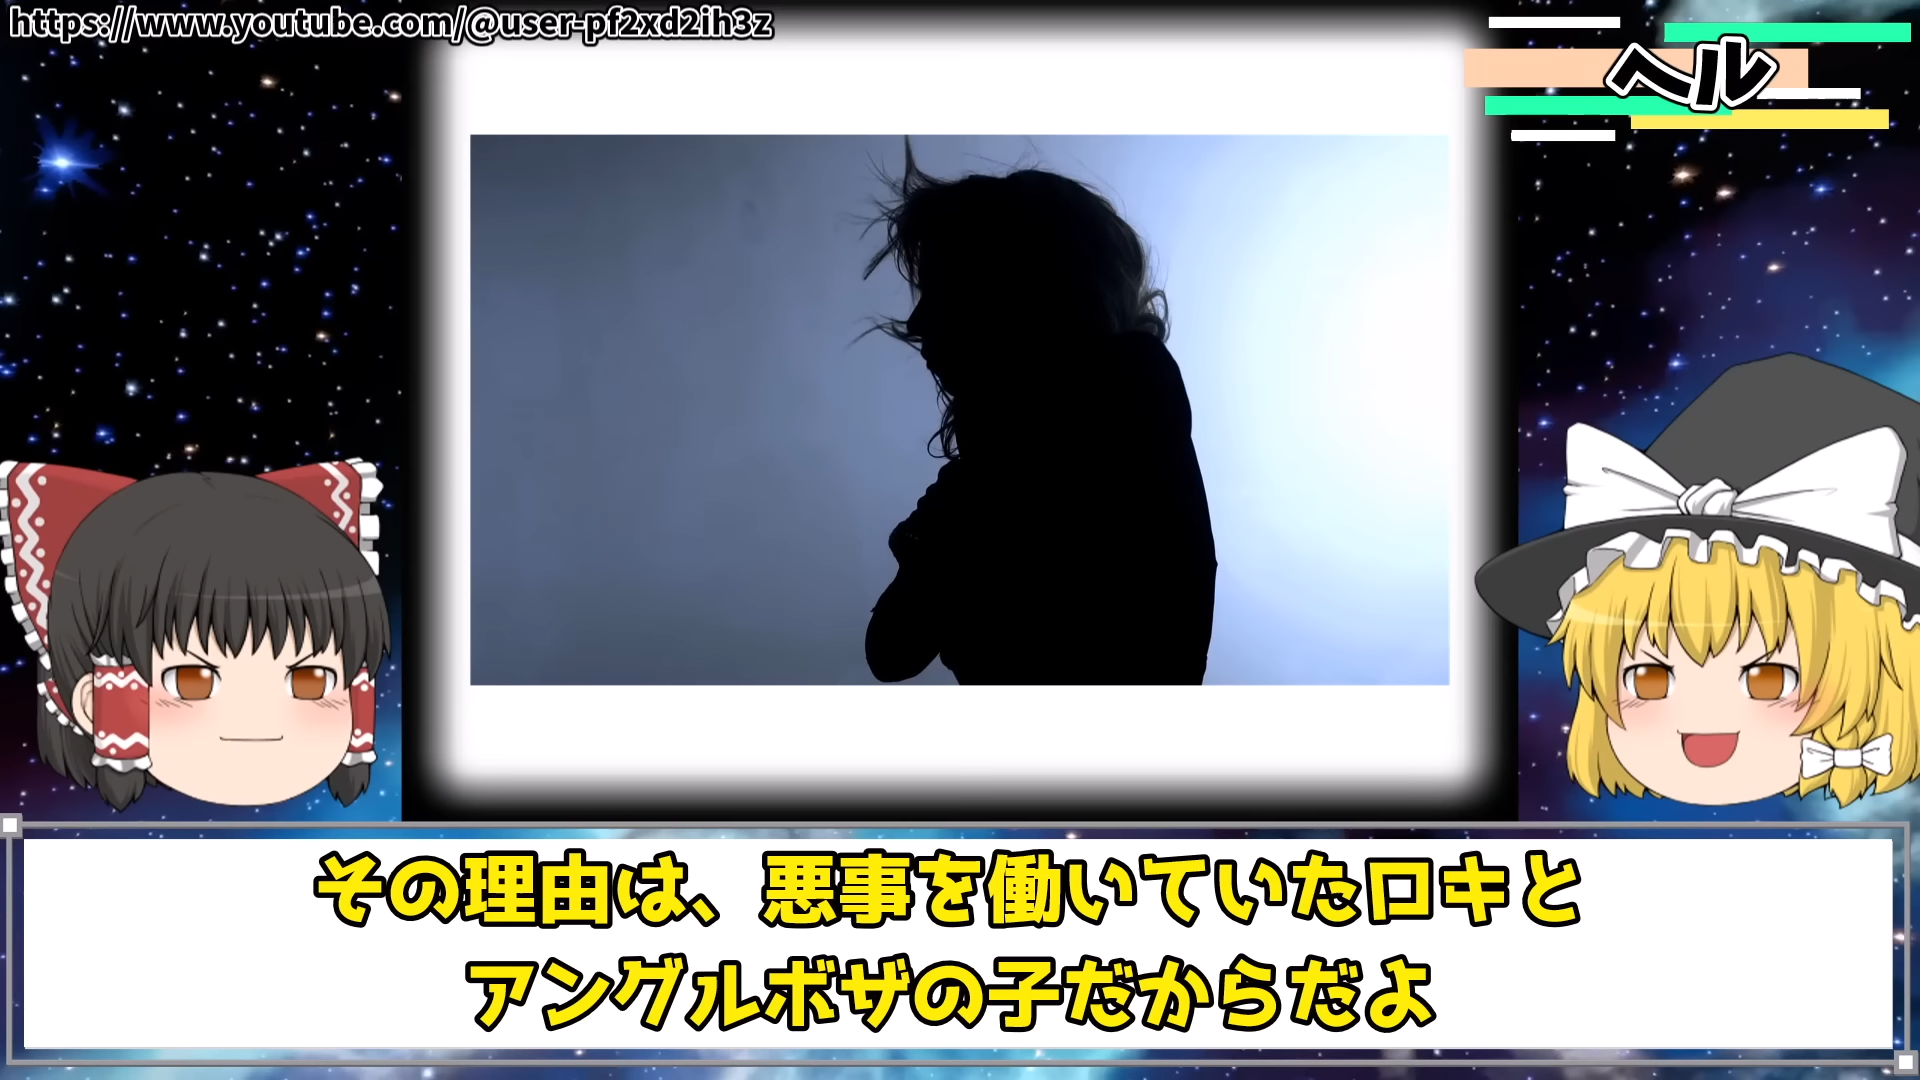 https://www.youtube.com/@user-pf2xd2ih3z
ヘル
その理由は、悪事を働いていたロキと
アングルボザの子だからだよ